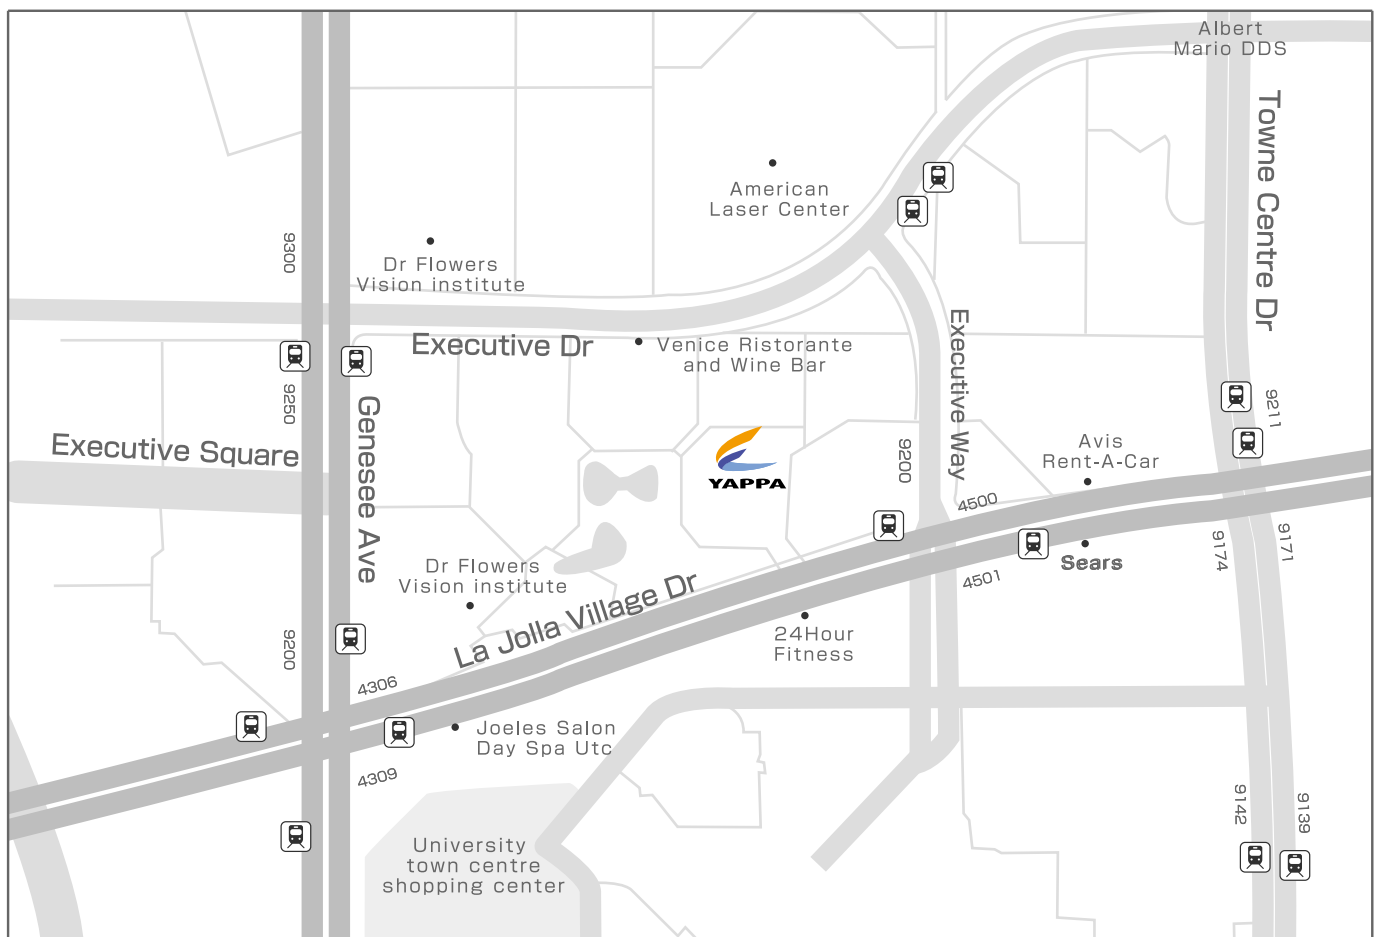 Albert
Mario DDS
Towne Centre Dr
American
Laser Center
9300
Dr Flowers
Vision institute
Executive Dr
Venice Ristorante
and Wine Bar
Executive Way
9250
Genesee Ave
9211
Executive Square
YAPPA
9200
Avis
Rent-A-Car
4500
9174
9171
Sears
4501
Dr Flowers
Vision institute
La Jolla Village Dr
24Hour
Fitness
9200
4306
Joeles Salon
Day Spa Utc
4309
9142
9139
University
town centre
shopping center